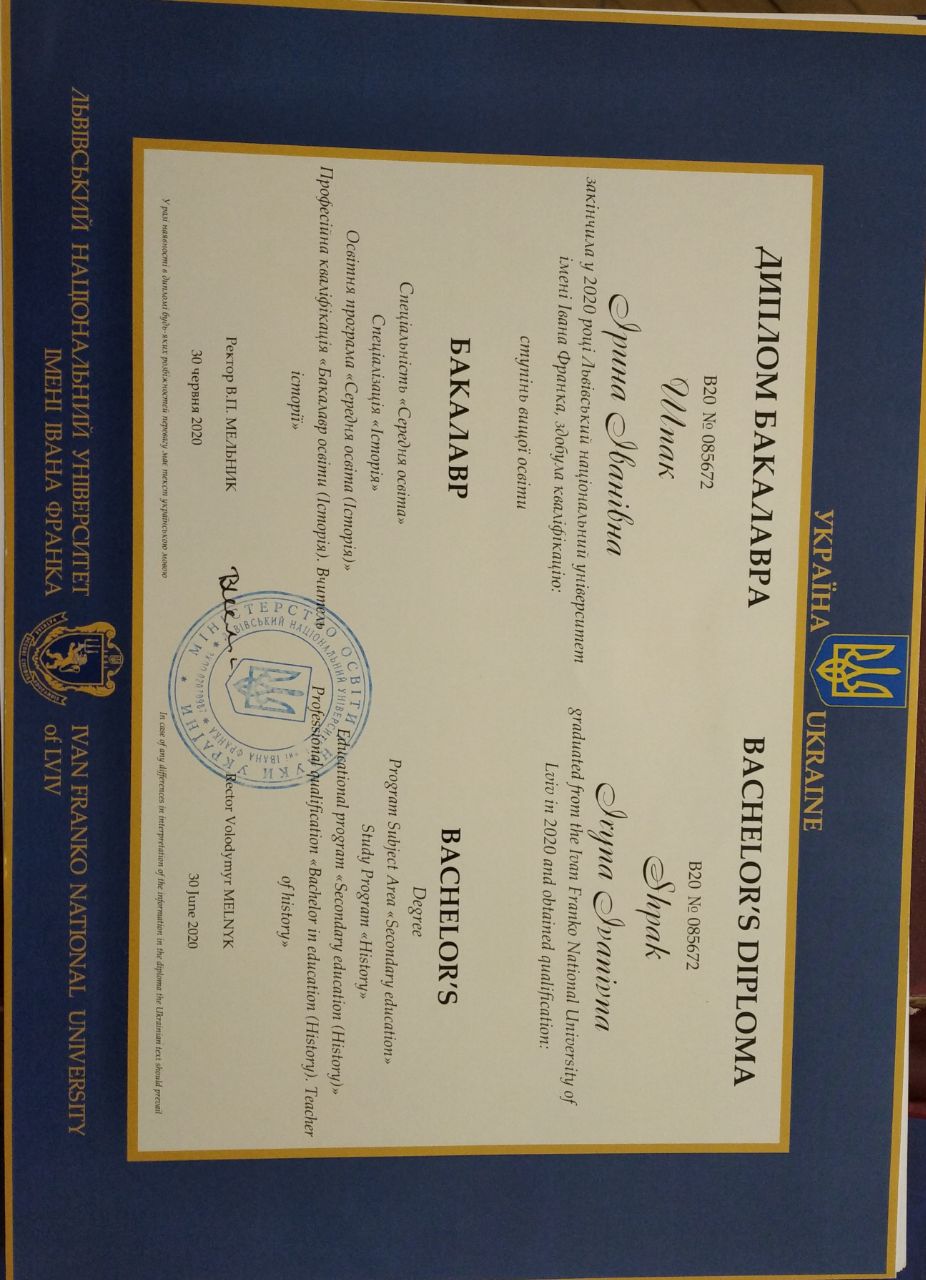 УКРАЇНА UKRAINE
ДИПЛОМ БАКАЛАВРА
В20 № 085672
Шпак
Ірина Іванівна
закінчила у 2020 році Львівський національний університет
імені Івана Франка, здобула кваліфікацію:
ступінь вищої освіти
БАКАЛАВР
Спеціальність «Середня освіта»
Спеціалізація «Історія»
Освітня програма «Середня освіта (Історія)»
Професійна кваліфікація «Бакалавр освіти (Історія). Вчитель
історії»
Ректор В.П. МЕЛЬНИК
30 червня 2020
У разі наявності в дипломі будь-яких розбіжностей перевагу має текст українською мовою
BACHELOR'S DIPLOMA
B20 № 085672
Shpak
Iryna Ivanivna
graduated from the Ivan Franko National University of
Lviv in 2020 and obtained qualification:
BACHELOR'S
Degree
Program Subject Area «Secondary education»
Study Program «History»
Educational program «Secondary education (History)»
Professional qualification «Bachelor in education (History). Teacher
of history»
Rector Volodymyr MELNYK
30 June 2020
In case of any differences in interpretation of the information in the diploma the Ukrainian text should prevail
МІНІСТЕРСТВО ОСВІТИ НАУКИ УКРАЇНИ
ЛЬВІВСЬКИЙ НАЦІОНАЛЬНИЙ УНІВЕРСИТЕТ
ІМЕНІ ІВАНА ФРАНКА
IVAN FRANKO NATIONAL UNIVERSITY
of LVIV